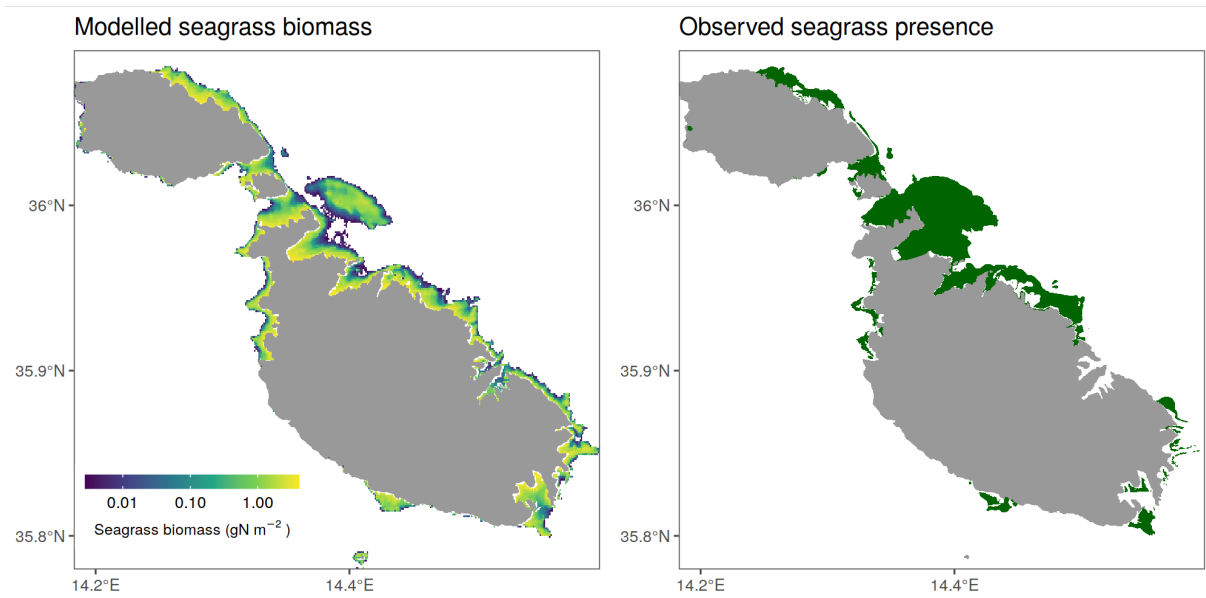 Modelled seagrass biomass
Observed seagrass presence
36°N
35.9°N
35.8°N
0.01 0.10 1.00
Seagrass biomass (gN m⁻² )
14.2°E 14.4°E
36°N
35.9°N
35.8°N
14.2°E 14.4°E